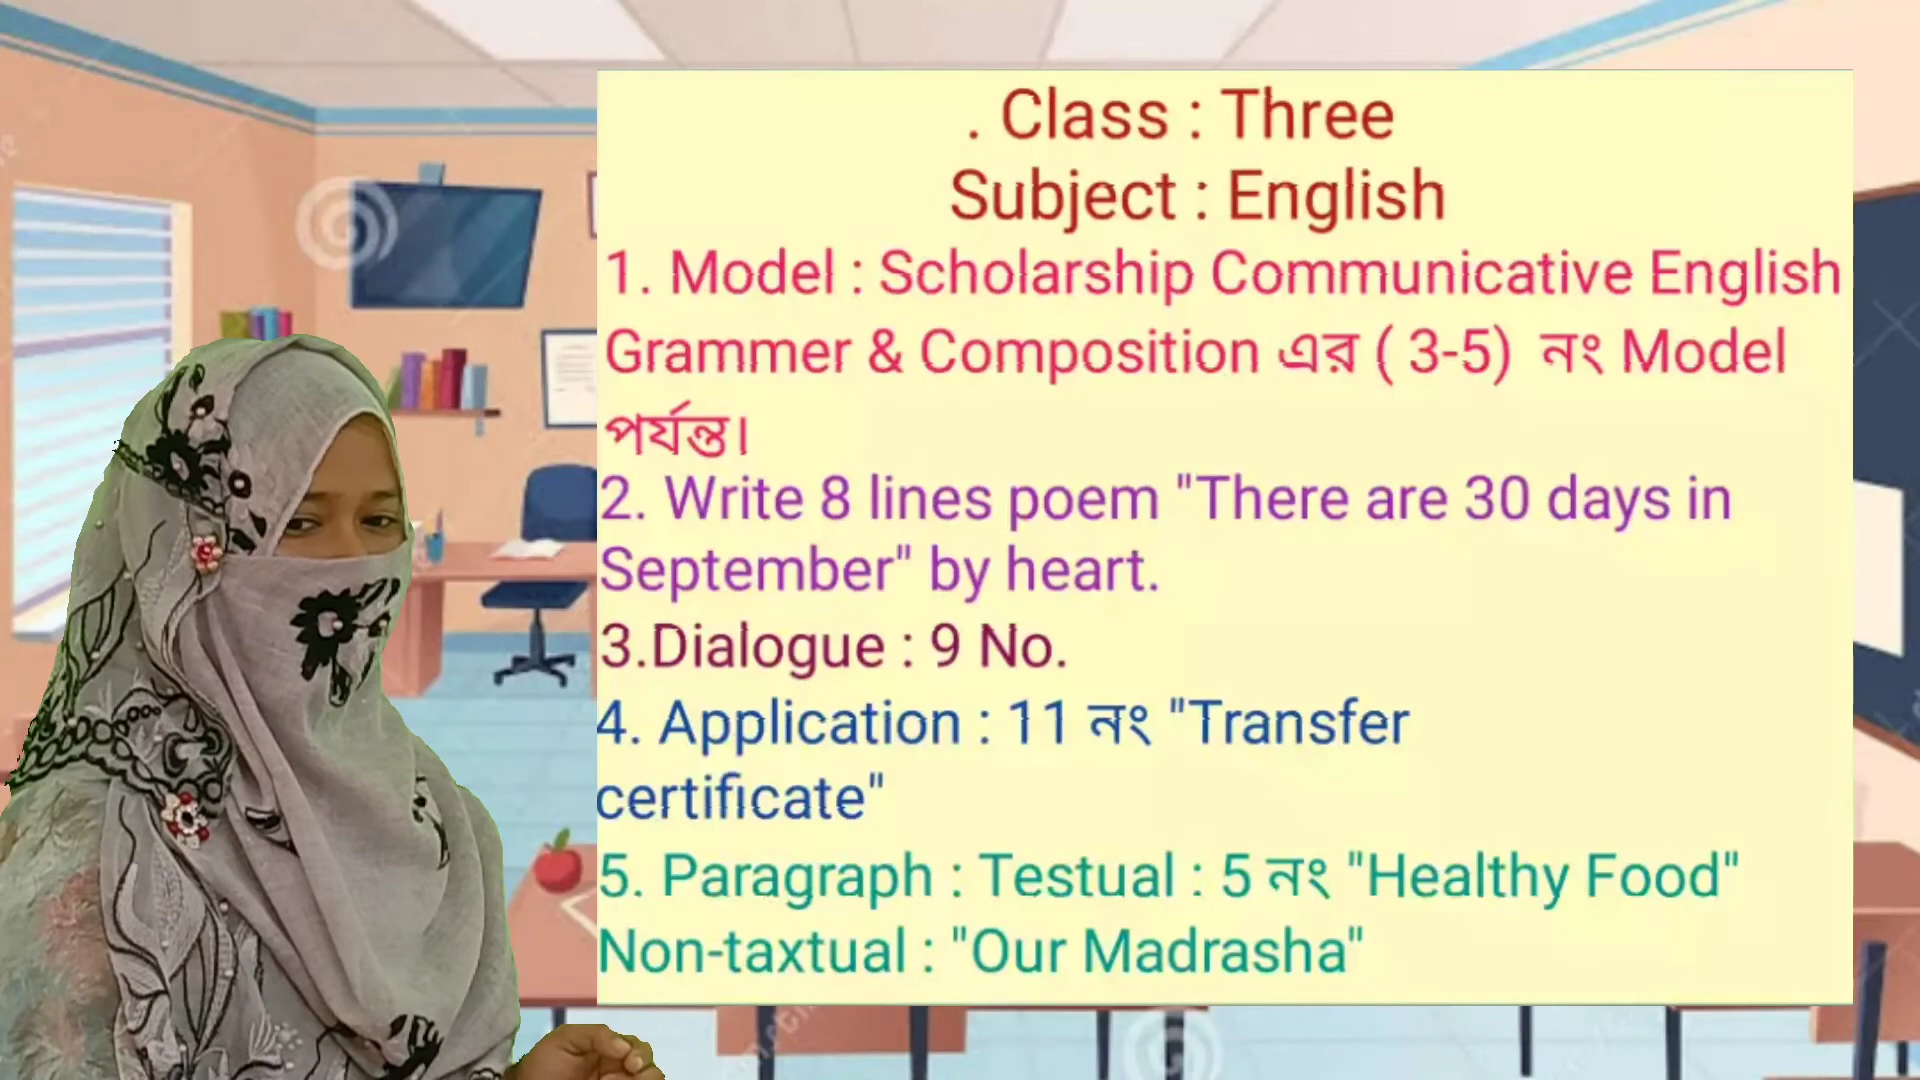 . Class : Three
Subject : English
1. Model : Scholarship Communicative English
Grammer & Composition এর ( 3-5) নং Model
পর্যন্ত।
2. Write 8 lines poem "There are 30 days in
September" by heart.
3.Dialogue : 9 No.
4. Application : 11 নং "Transfer
certificate"
5. Paragraph : Testual : 5 নং "Healthy Food"
Non-taxtual : "Our Madrasha"